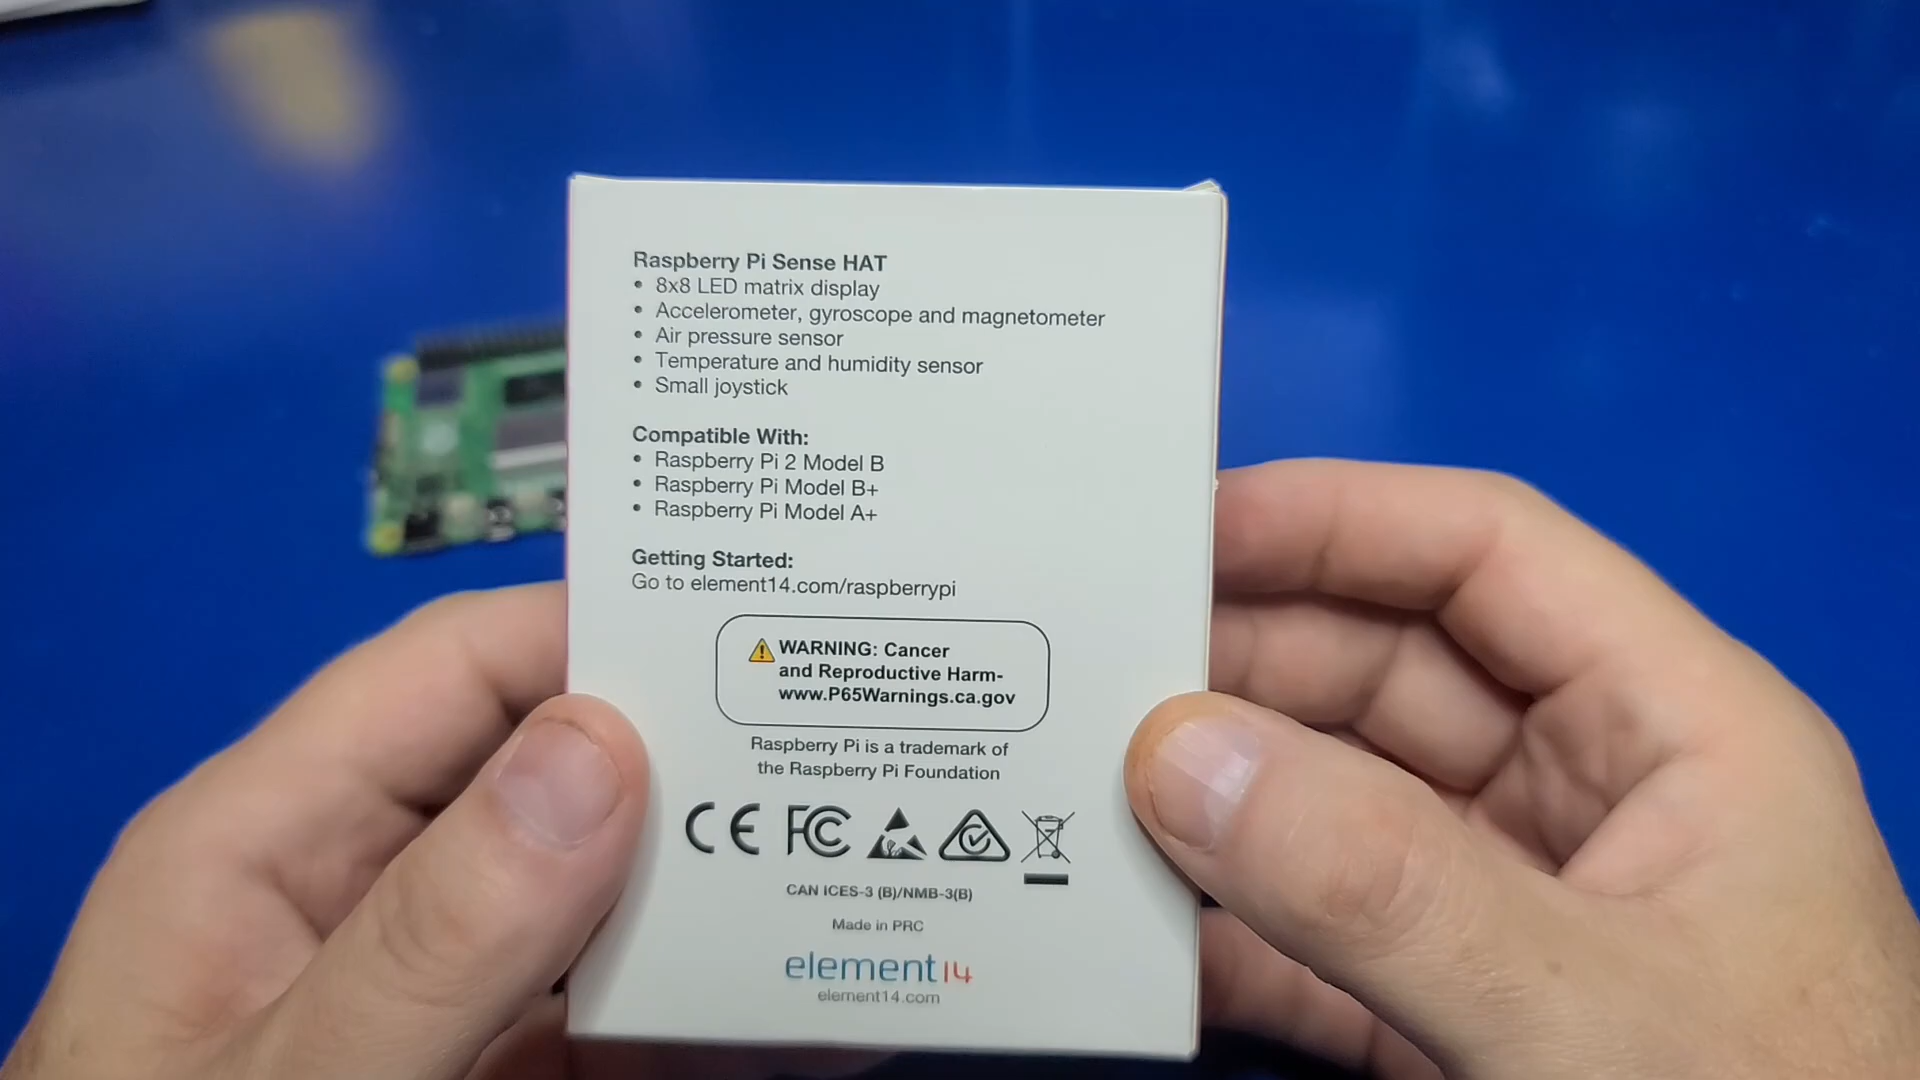 Raspberry Pi Sense HAT
• 8x8 LED matrix display
• Accelerometer, gyroscope and magnetometer
• Air pressure sensor
• Temperature and humidity sensor
• Small joystick
Compatible With:
• Raspberry Pi 2 Model B
• Raspberry Pi Model B+
• Raspberry Pi Model A+
Getting Started:
Go to element14.com/raspberrypi
WARNING: Cancer
and Reproductive Harm-
www.P65Warnings.ca.gov
Raspberry Pi is a trademark of
the Raspberry Pi Foundation
CE FC
CAN ICES-3 (B)/NMB-3(B)
Made in PRC
element14
element14.com